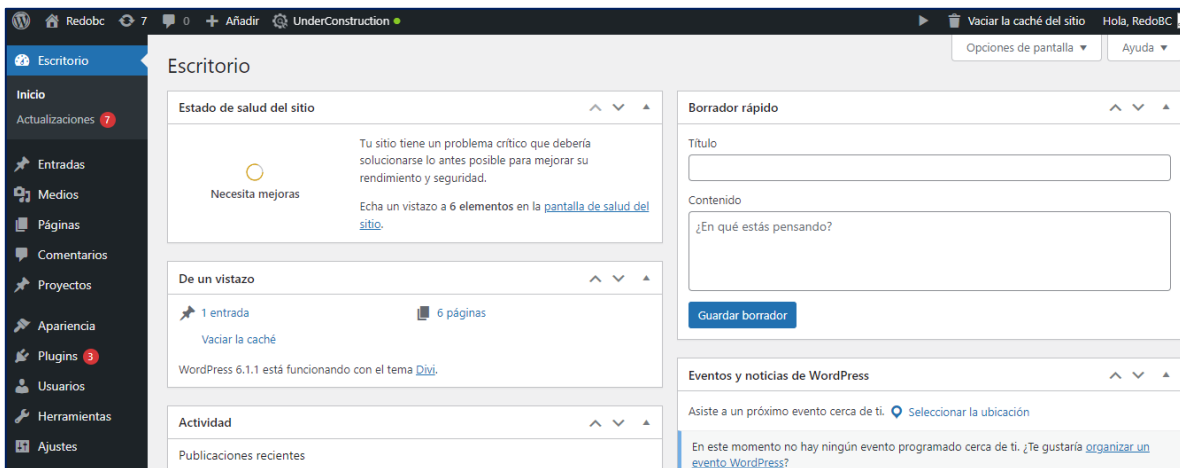 Redobc 7 0 Añadir UnderConstruction Vaciar la caché del sitio Hola, RedoBC
Opciones de pantalla Ayuda
Escritorio
Inicio
Actualizaciones 7
Entradas
Medios
Páginas
Comentarios
Proyectos
Apariencia
Plugins 3
Usuarios
Herramientas
Ajustes
Escritorio
Estado de salud del sitio
Necesita mejoras
Tu sitio tiene un problema crítico que debería
solucionarse lo antes posible para mejorar su
rendimiento y seguridad.
Echa un vistazo a 6 elementos en la pantalla de salud del
sitio.
De un vistazo
1 entrada 6 páginas
Vaciar la caché
WordPress 6.1.1 está funcionando con el tema Divi.
Actividad
Publicaciones recientes
Borrador rápido
Título
Contenido
¿En qué estás pensando?
Guardar borrador
Eventos y noticias de WordPress
Asiste a un próximo evento cerca de ti. Seleccionar la ubicación
En este momento no hay ningún evento programado cerca de ti. ¿Te gustaría organizar un
evento WordPress?